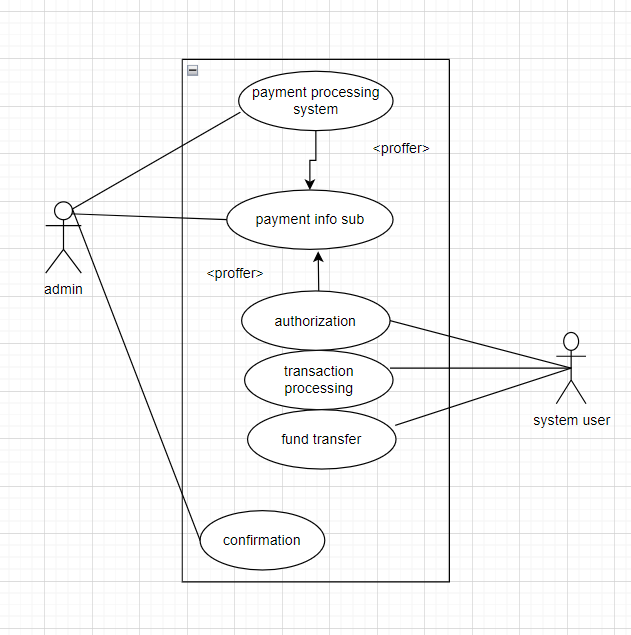 payment processing
system
<proffer>
payment info sub
admin
<proffer>
authorization
transaction
processing
system user
fund transfer
confirmation